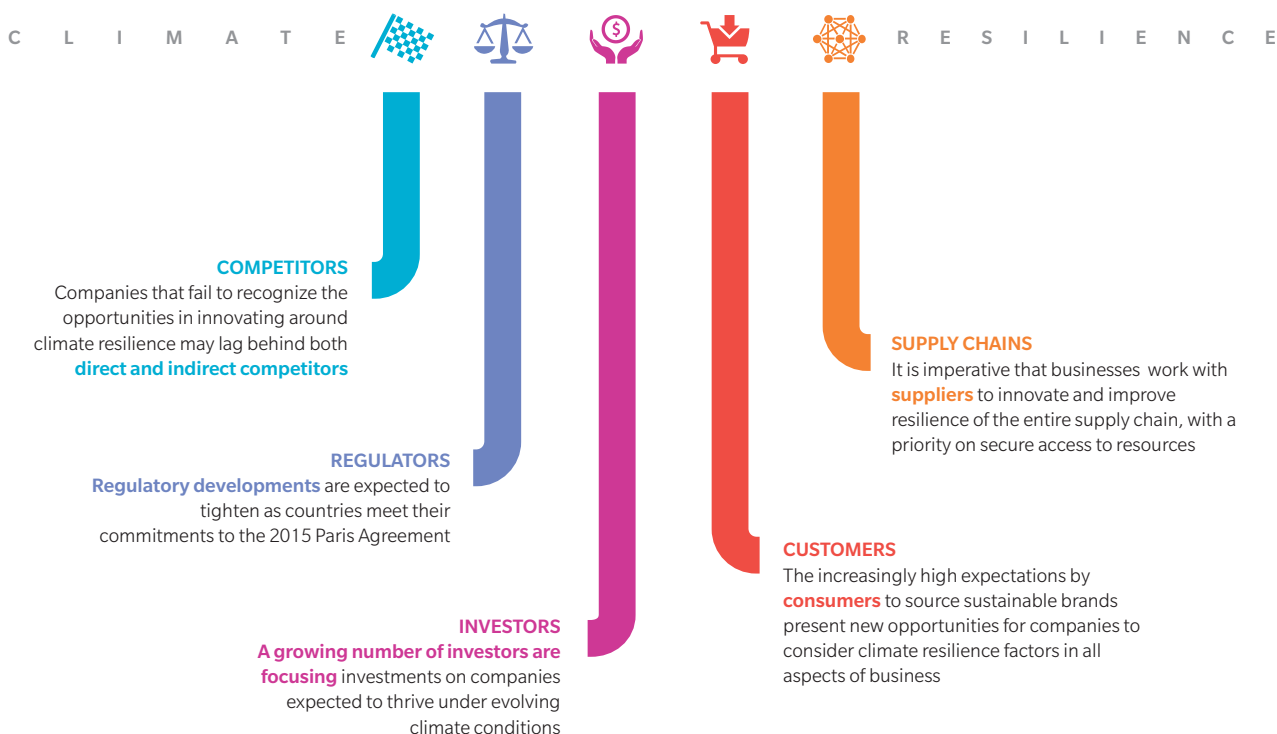 CLIMATE RESILIENCE
$
COMPETITORS
Companies that fail to recognize the
opportunities in innovating around
climate resilience may lag behind both
direct and indirect competitors
REGULATORS
Regulatory developments are expected to
tighten as countries meet their
commitments to the 2015 Paris Agreement
INVESTORS
A growing number of investors are
focusing investments on companies
expected to thrive under evolving
climate conditions
SUPPLY CHAINS
It is imperative that businesses work with
suppliers to innovate and improve
resilience of the entire supply chain, with a
priority on secure access to resources
CUSTOMERS
The increasingly high expectations by
consumers to source sustainable brands
present new opportunities for companies to
consider climate resilience factors in all
aspects of business